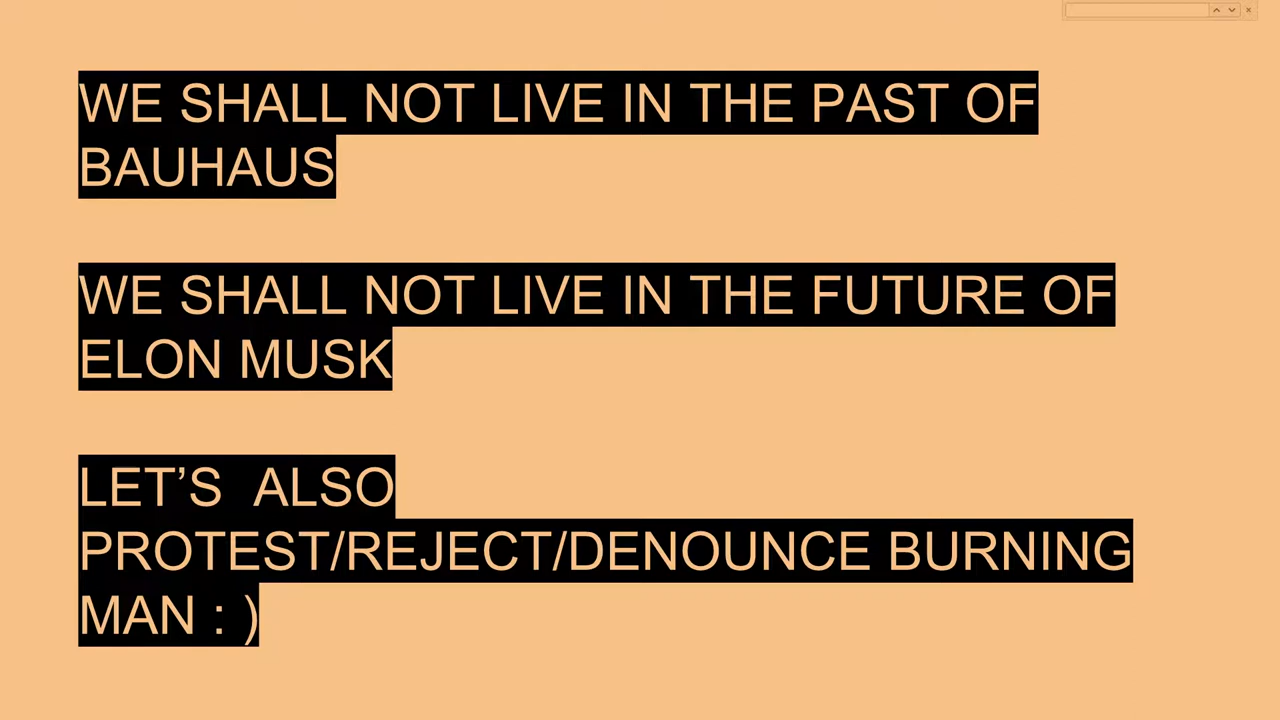 WE SHALL NOT LIVE IN THE PAST OF
BAUHAUS
WE SHALL NOT LIVE IN THE FUTURE OF
ELON MUSK
LET’S  ALSO
PROTEST/REJECT/DENOUNCE BURNING
MAN : )